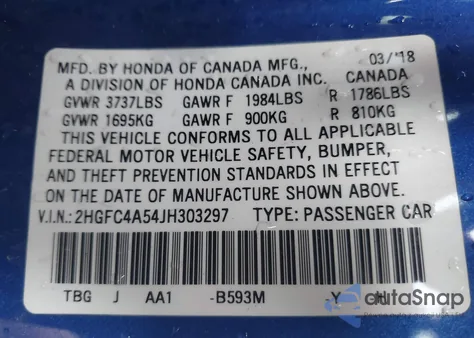 MFD. BY HONDA OF CANADA MFG., 03/'18
A DIVISION OF HONDA CANADA INC. CANADA
GVWR 3737LBS GAWR F 1984LBS R 1786LBS
GVWR 1695KG GAWR F 900KG R 810KG
THIS VEHICLE CONFORMS TO ALL APPLICABLE
FEDERAL MOTOR VEHICLE SAFETY, BUMPER,
AND THEFT PREVENTION STANDARDS IN EFFECT
ON THE DATE OF MANUFACTURE SHOWN ABOVE.
V.I.N.: 2HGFC4A54JH303297 TYPE: PASSENGER CAR
TBG J AA1 -B593M Y H
autaSnap